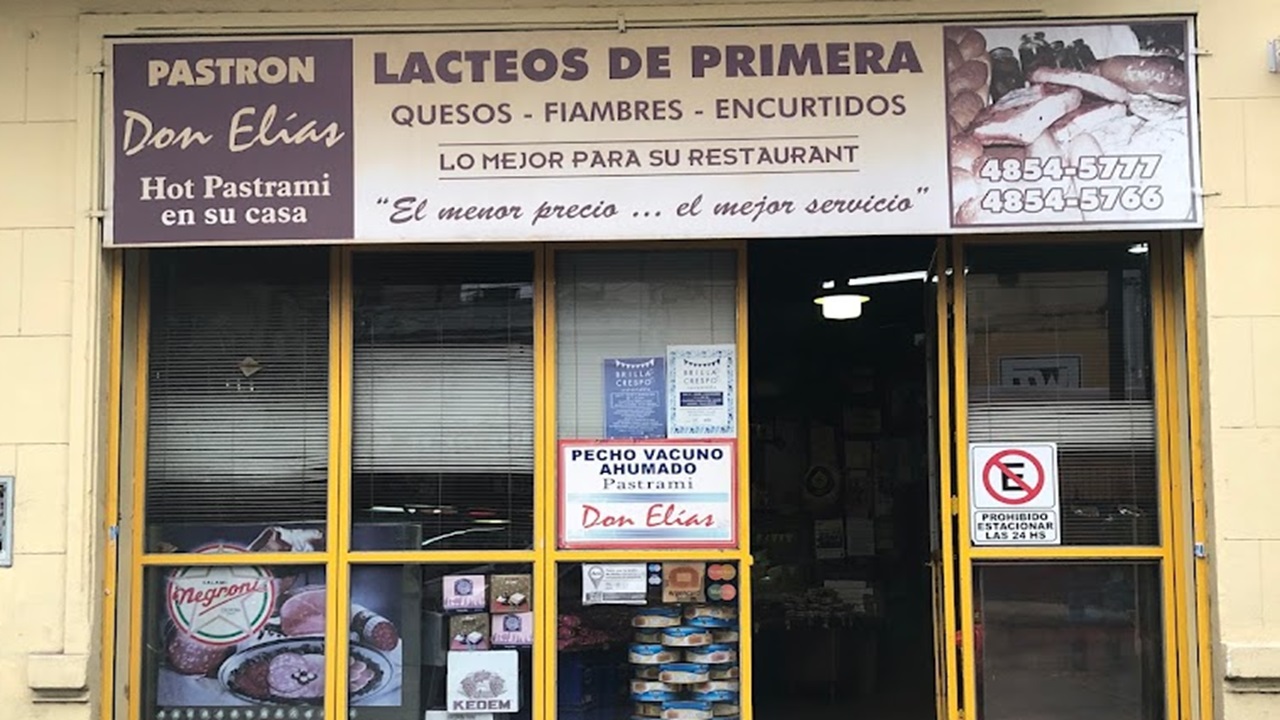 PASTRON
Don Elías
Hot Pastrami
en su casa
LACTEOS DE PRIMERA
QUESOS - FIAMBRES - ENCURTIDOS
LO MEJOR PARA SU RESTAURANT
"El menor precio ... el mejor servicio"
4854-5777
4854-5766
BRILLA
CRESPO
BRILLA
CRESPO
PECHO VACUNO
AHUMADO
Pastrami
Don Elías
E
PROHIBIDO
ESTACIONAR
LAS 24 HS
Negroni
KEDEM